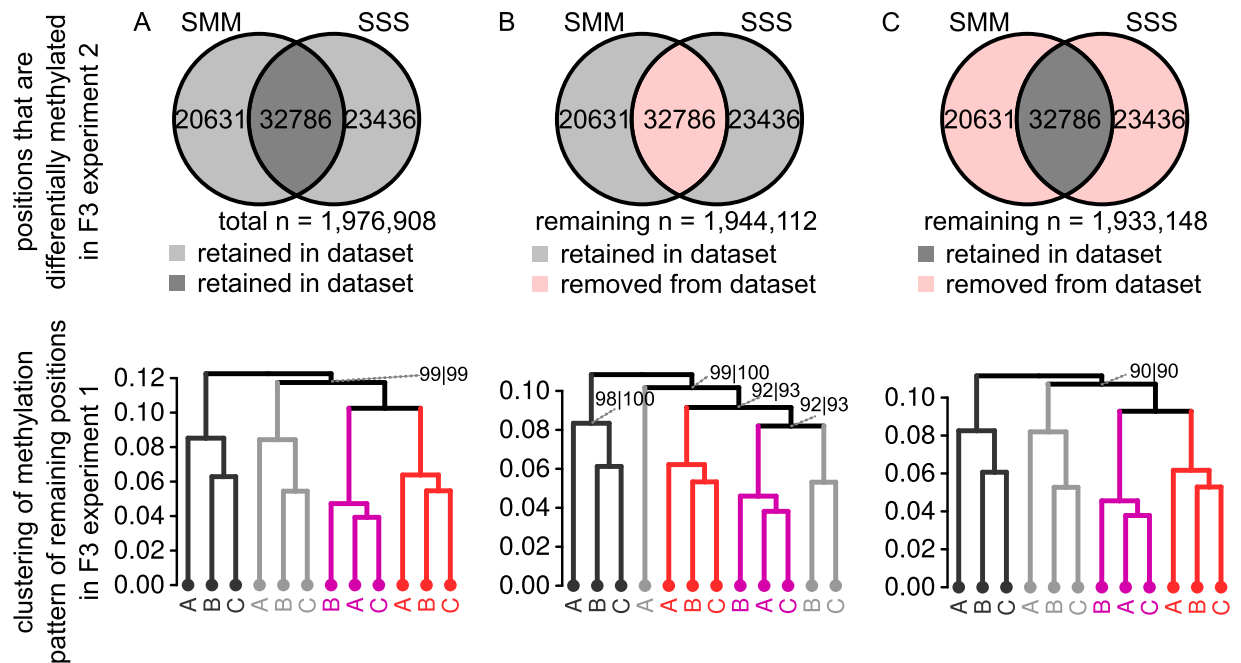 positions that are
differentially methylated
in F3 experiment 2
A
SMM
SSS
20631
32786
23436
total n = 1,976,908
retained in dataset
retained in dataset
B
SMM
SSS
20631
32786
23436
remaining n = 1,944,112
retained in dataset
removed from dataset
C
SMM
SSS
20631
32786
23436
remaining n = 1,933,148
retained in dataset
removed from dataset
clustering of methylation
pattern of remaining positions
in F3 experiment 1
0.12
0.10
0.08
0.06
0.04
0.02
0.00
99|99
A B C A B C B A C A B C
0.10
0.08
0.06
0.04
0.02
0.00
98|100
99|100
92|93
92|93
A B C A A B C B A C B C
0.10
0.08
0.06
0.04
0.02
0.00
90|90
A B C A B C B A C A B C